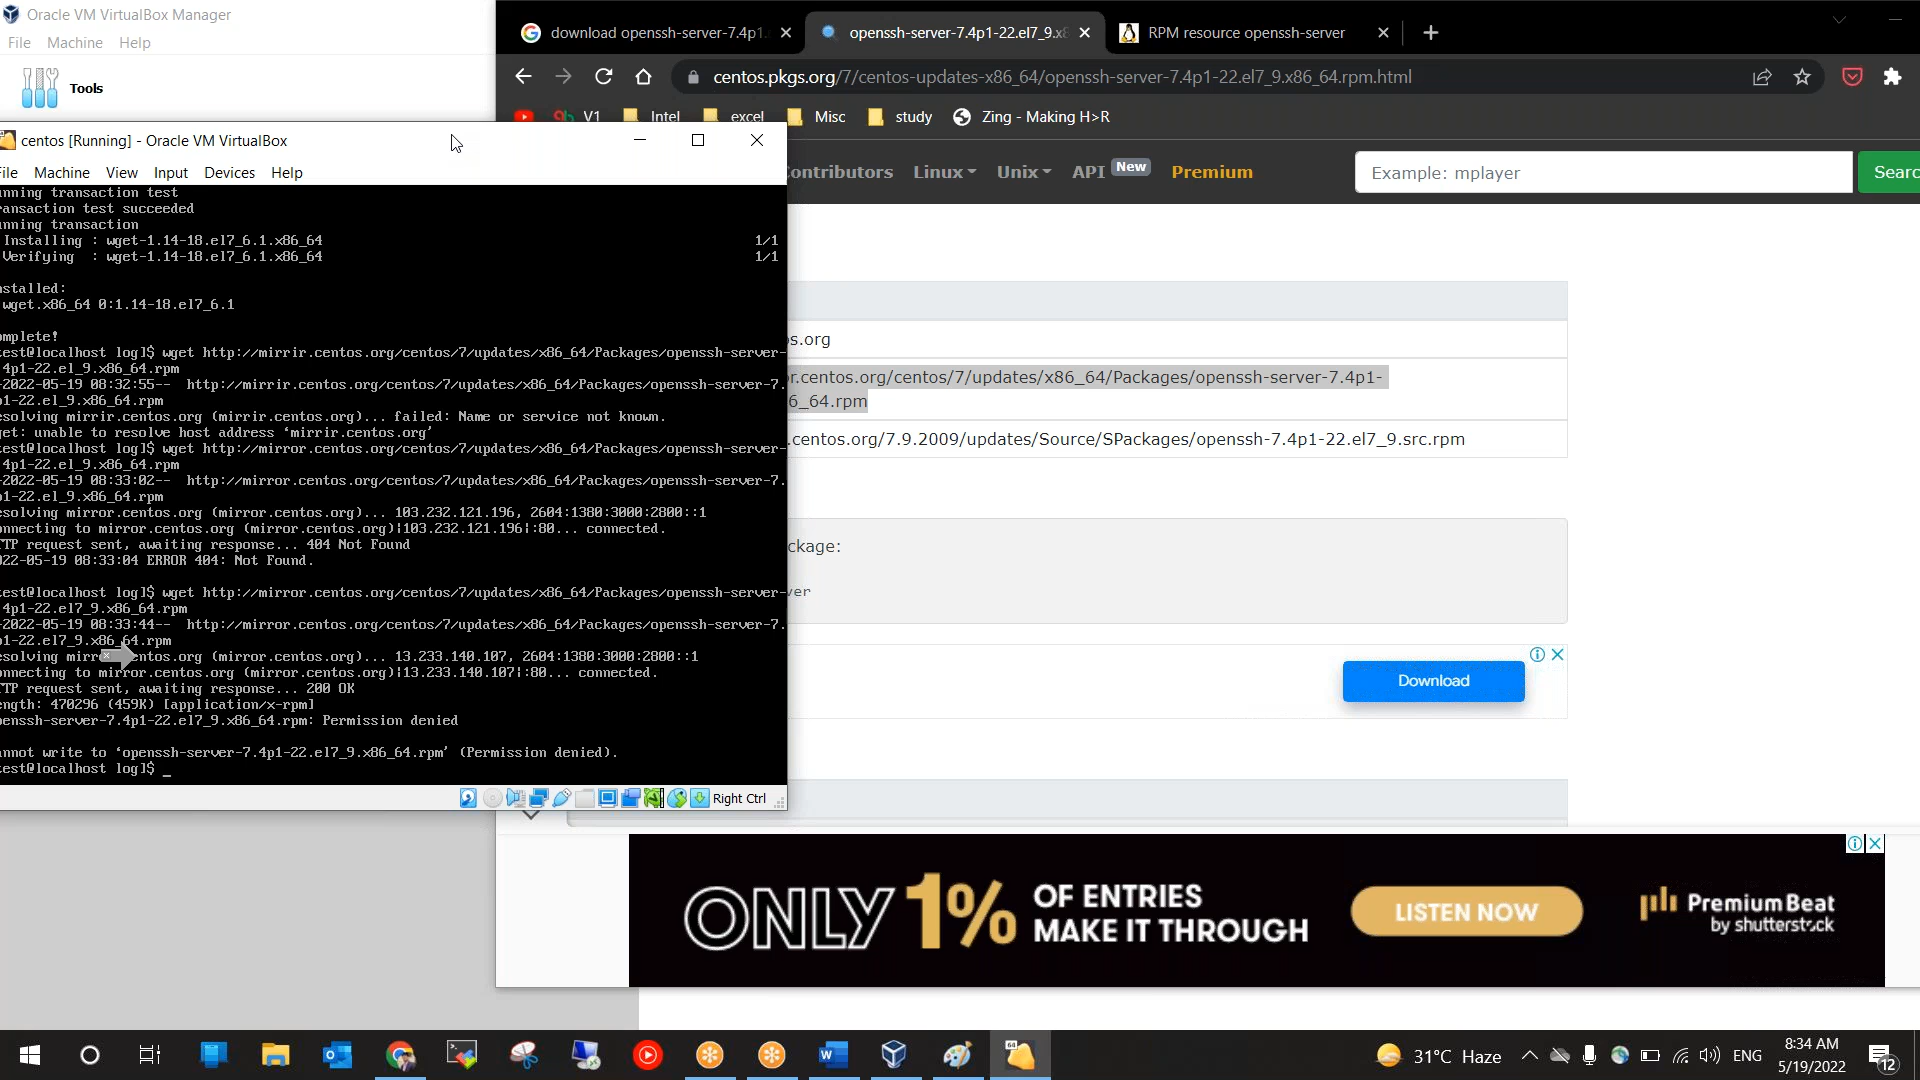 Oracle VM VirtualBox Manager
File Machine Help
Tools
download openssh-server-7.4p1.
openssh-server-7.4p1-22.el7_9.x8
RPM resource openssh-server
centos.pkgs.org/7/centos-updates-x86_64/openssh-server-7.4p1-22.el7_9.x86_64.rpm.html
V1 Intel excel Misc study Zing - Making H>R
ontributors Linux Unix API New Premium
Example: mplayer
Searc
centos [Running] - Oracle VM VirtualBox
ile Machine View Input Devices Help
nning transaction test
ansaction test succeeded
nning transaction
Installing : wget-1.14-18.el7_6.1.x86_64 1/1
Verifying : wget-1.14-18.el7_6.1.x86_64 1/1
nstalled:
wget.x86_64 0:1.14-18.el7_6.1
omplete!
test@localhost log]$ wget http://mirrir.centos.org/centos/7/updates/x86_64/Packages/openssh-server-
4p1-22.el_9.x86_64.rpm
-2022-05-19 08:32:55-- http://mirrir.centos.org/centos/7/updates/x86_64/Packages/openssh-server-7.
p1-22.el_9.x86_64.rpm
esolving mirrir.centos.org (mirrir.centos.org)... failed: Name or service not known.
get: unable to resolve host address ‘mirrir.centos.org’
test@localhost log]$ wget http://mirror.centos.org/centos/7/updates/x86_64/Packages/openssh-server-
4p1-22.el_9.x86_64.rpm
-2022-05-19 08:33:02-- http://mirror.centos.org/centos/7/updates/x86_64/Packages/openssh-server-7.
p1-22.el_9.x86_64.rpm
esolving mirror.centos.org (mirror.centos.org)... 103.232.121.196, 2604:1380:3000:2800::1
onnecting to mirror.centos.org (mirror.centos.org)|103.232.121.196|:80... connected.
TP request sent, awaiting response... 404 Not Found
022-05-19 08:33:04 ERROR 404: Not Found.
test@localhost log]$ wget http://mirror.centos.org/centos/7/updates/x86_64/Packages/openssh-server-
4p1-22.el7_9.x86_64.rpm
-2022-05-19 08:33:44-- http://mirror.centos.org/centos/7/updates/x86_64/Packages/openssh-server-7.
p1-22.el7_9.x86_64.rpm
esolving mirr entos.org (mirror.centos.org)... 13.233.140.107, 2604:1380:3000:2800::1
onnecting to mirror.centos.org (mirror.centos.org)|13.233.140.107|:80... connected.
TP request sent, awaiting response... 200 OK
ength: 470296 (459K) [application/x-rpm]
penssh-server-7.4p1-22.el7_9.x86_64.rpm: Permission denied
annot write to ‘openssh-server-7.4p1-22.el7_9.x86_64.rpm’ (Permission denied).
test@localhost log]$ _
Right Ctrl
s.org
r.centos.org/centos/7/updates/x86_64/Packages/openssh-server-7.4p1-
6_64.rpm
.centos.org/7.9.2009/updates/Source/SPackages/openssh-7.4p1-22.el7_9.src.rpm
ckage:
ver
Download
ONLY 1% OF ENTRIES
MAKE IT THROUGH
LISTEN NOW
PremiumBeat
by shutterstock
31°C Haze
ENG
8:34 AM
5/19/2022
12